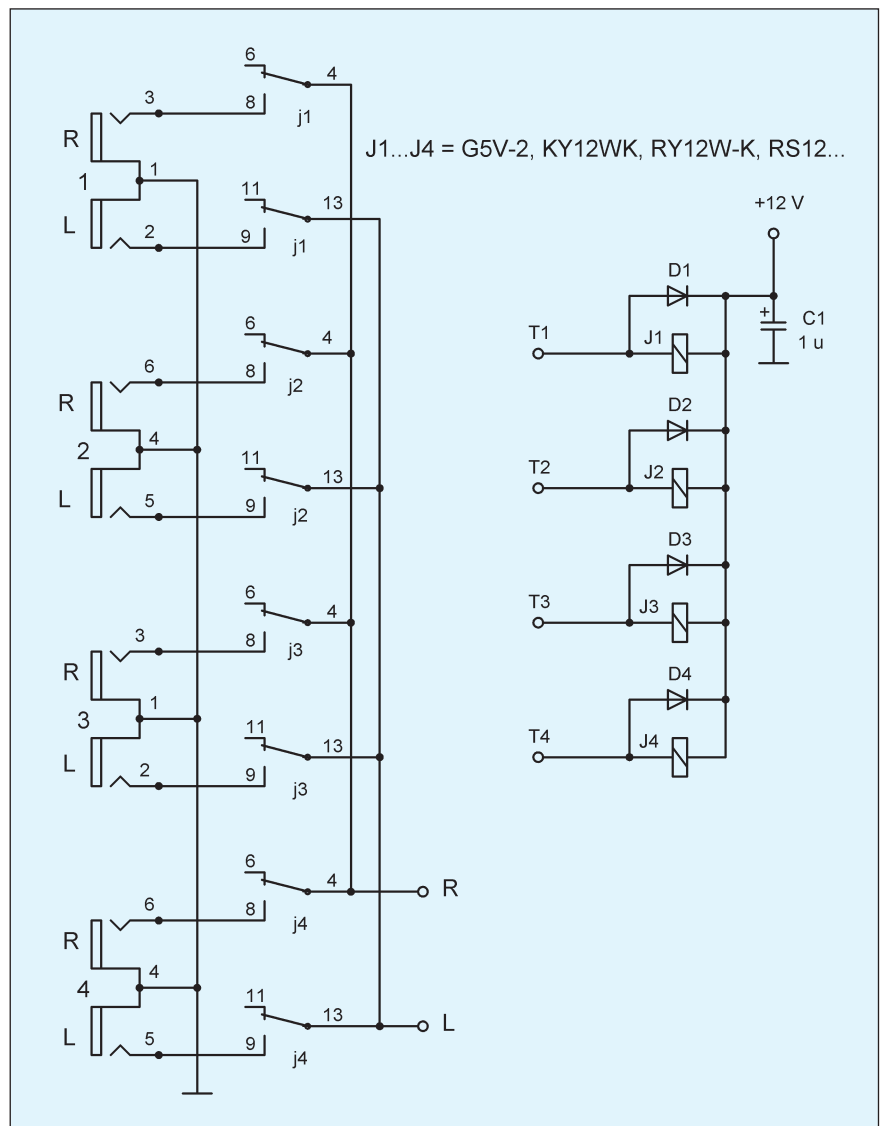 6
4
3
8
j1
R
J1...J4 = G5V-2, KY12WK, RY12W-K, RS12...
1
1
11
13
+12 V
L
2
9
j1
D1
+
C1
1 u
T1
J1
6
4
6
8
j2
R
D2
4
2
11
13
T2
J2
L
5
9
j2
D3
6
4
T3
J3
3
8
j3
R
D4
1
3
11
13
T4
J4
L
2
9
j3
6
4
R
6
8
j4
R
4
4
11
13
L
L
5
9
j4